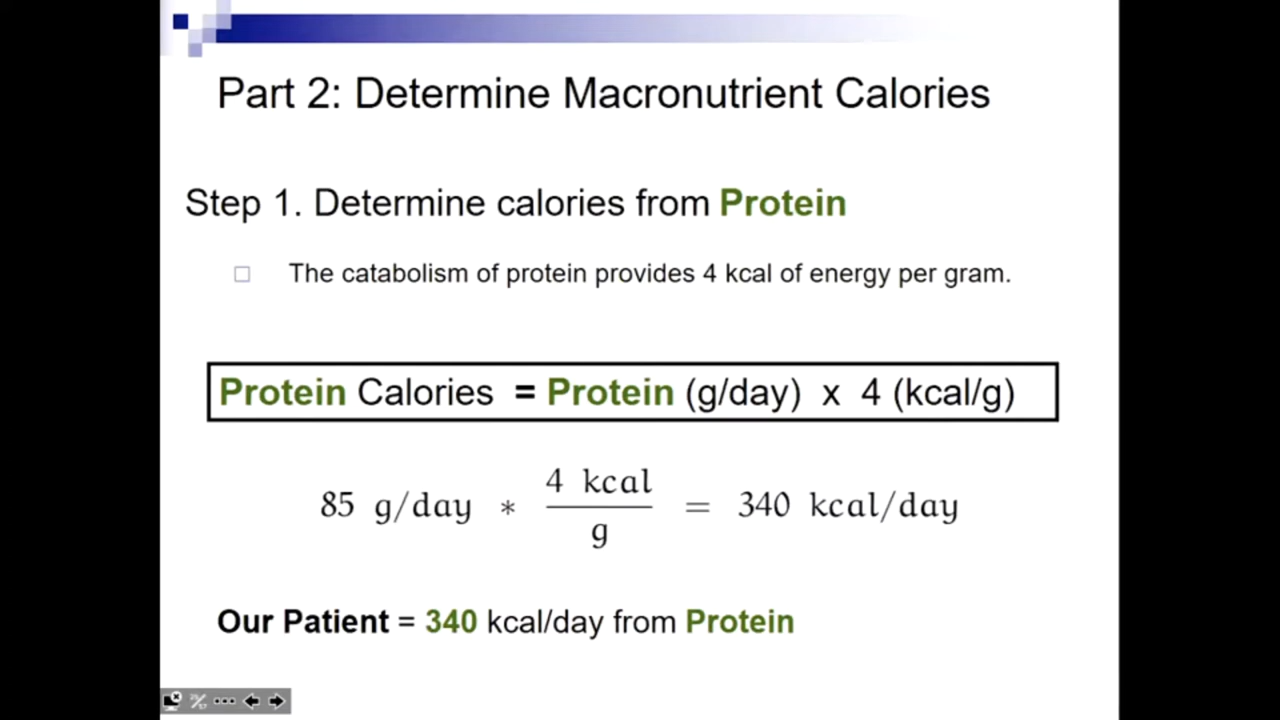 Part 2: Determine Macronutrient Calories
Step 1. Determine calories from Protein
The catabolism of protein provides 4 kcal of energy per gram.
Protein Calories = Protein (g/day) x 4 (kcal/g)
85 g/day * 4 kcal / g = 340 kcal/day
Our Patient = 340 kcal/day from Protein